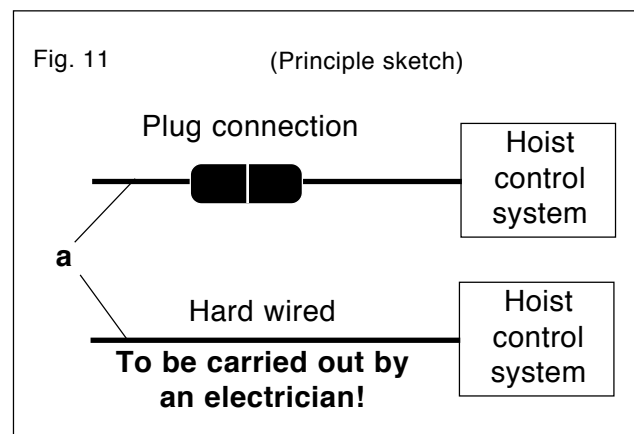 Fig. 11
(Principle sketch)
Plug connection
Hoist
control
system
a
Hard wired
To be carried out by
an electrician!
Hoist
control
system